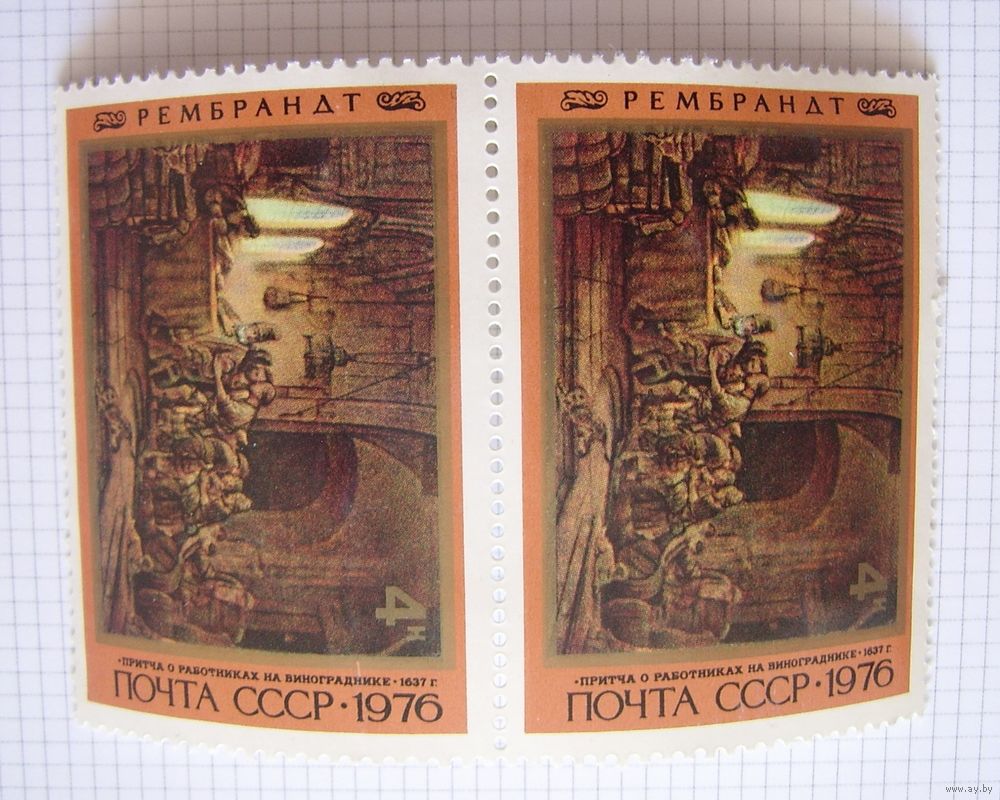 РЕМБРАНДТ
4к
•ПРИТЧА О РАБОТНИКАХ НА ВИНОГРАДНИКЕ•1637 г.
ПОЧТА СССР•1976
РЕМБРАНДТ
4к
•ПРИТЧА О РАБОТНИКАХ НА ВИНОГРАДНИКЕ•1637 г.
ПОЧТА СССР•1976
www.ay.by